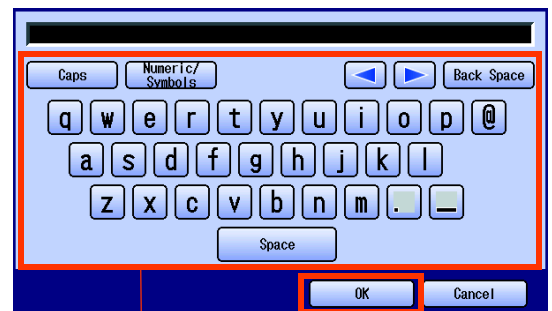 Caps Numeric/ Symbols Back Space
q w e r t y u i o p @
a s d f g h j k l
z x c v b n m . _
Space
OK Cancel